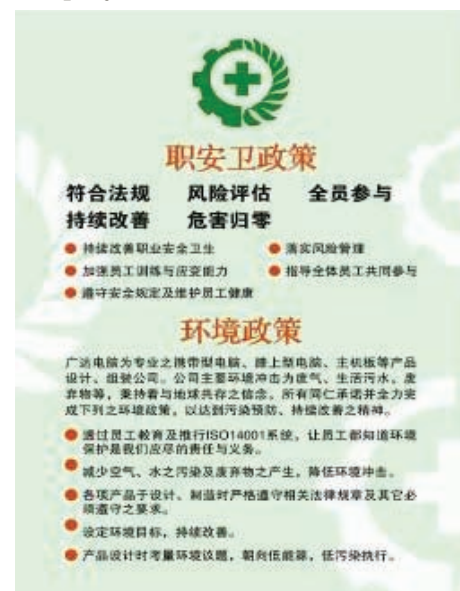 职安卫政策
符合法规 风险评估 全员参与
持续改善 危害归零
持续改善职业安全卫生 落实风险管理
加强员工训练与应变能力 指导全体员工共同参与
遵守安全规定及维护员工健康
环境政策
广达电脑为专业之携带型电脑、膝上型电脑、主机板等产品
设计、组装公司。公司主要环境冲击为废气、生活污水、废
弃物等，秉持着与地球共存之信念，所有同仁承诺并全力完
成下列之环境政策，以达到污染预防、持续改善之精神。
透过员工教育及推行ISO14001系统，让员工都知道环境
保护是我们应尽的责任与义务。
减少空气、水之污染及废弃物之产生，降低环境冲击。
各项产品于设计、制造时严格遵守相关法律规章及其它必
须遵守之要求。
设定环境目标，持续改善。
产品设计时考量环境议题，朝向低能源，低污染执行。